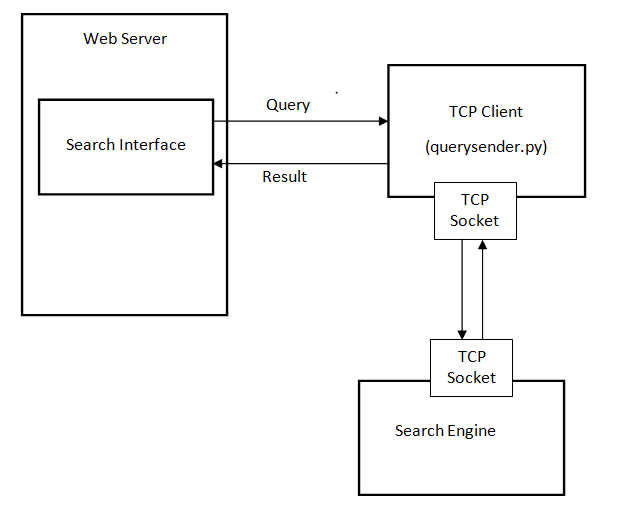 Web Server
Search Interface
Query
Result
TCP Client
(querysender.py)
TCP
Socket
TCP
Socket
Search Engine